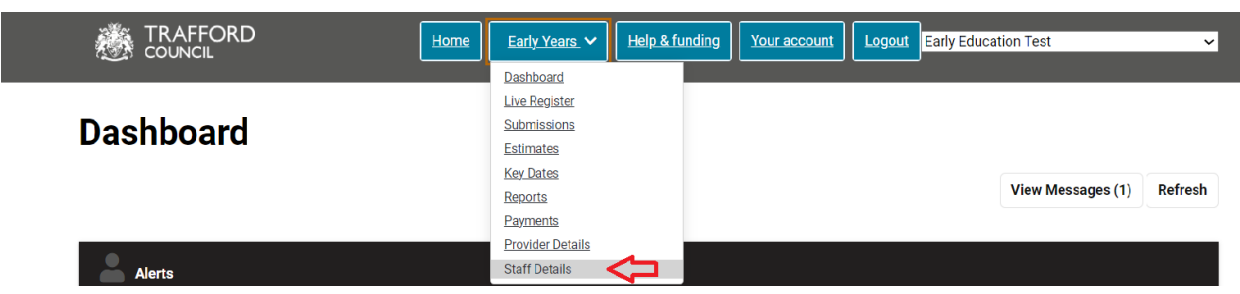 TRAFFORD
COUNCIL
Home
Early Years
Help & funding
Your account
Logout
Early Education Test
Dashboard
Live Register
Submissions
Estimates
Key Dates
Reports
Payments
Provider Details
Staff Details
Dashboard
View Messages (1)
Refresh
Alerts